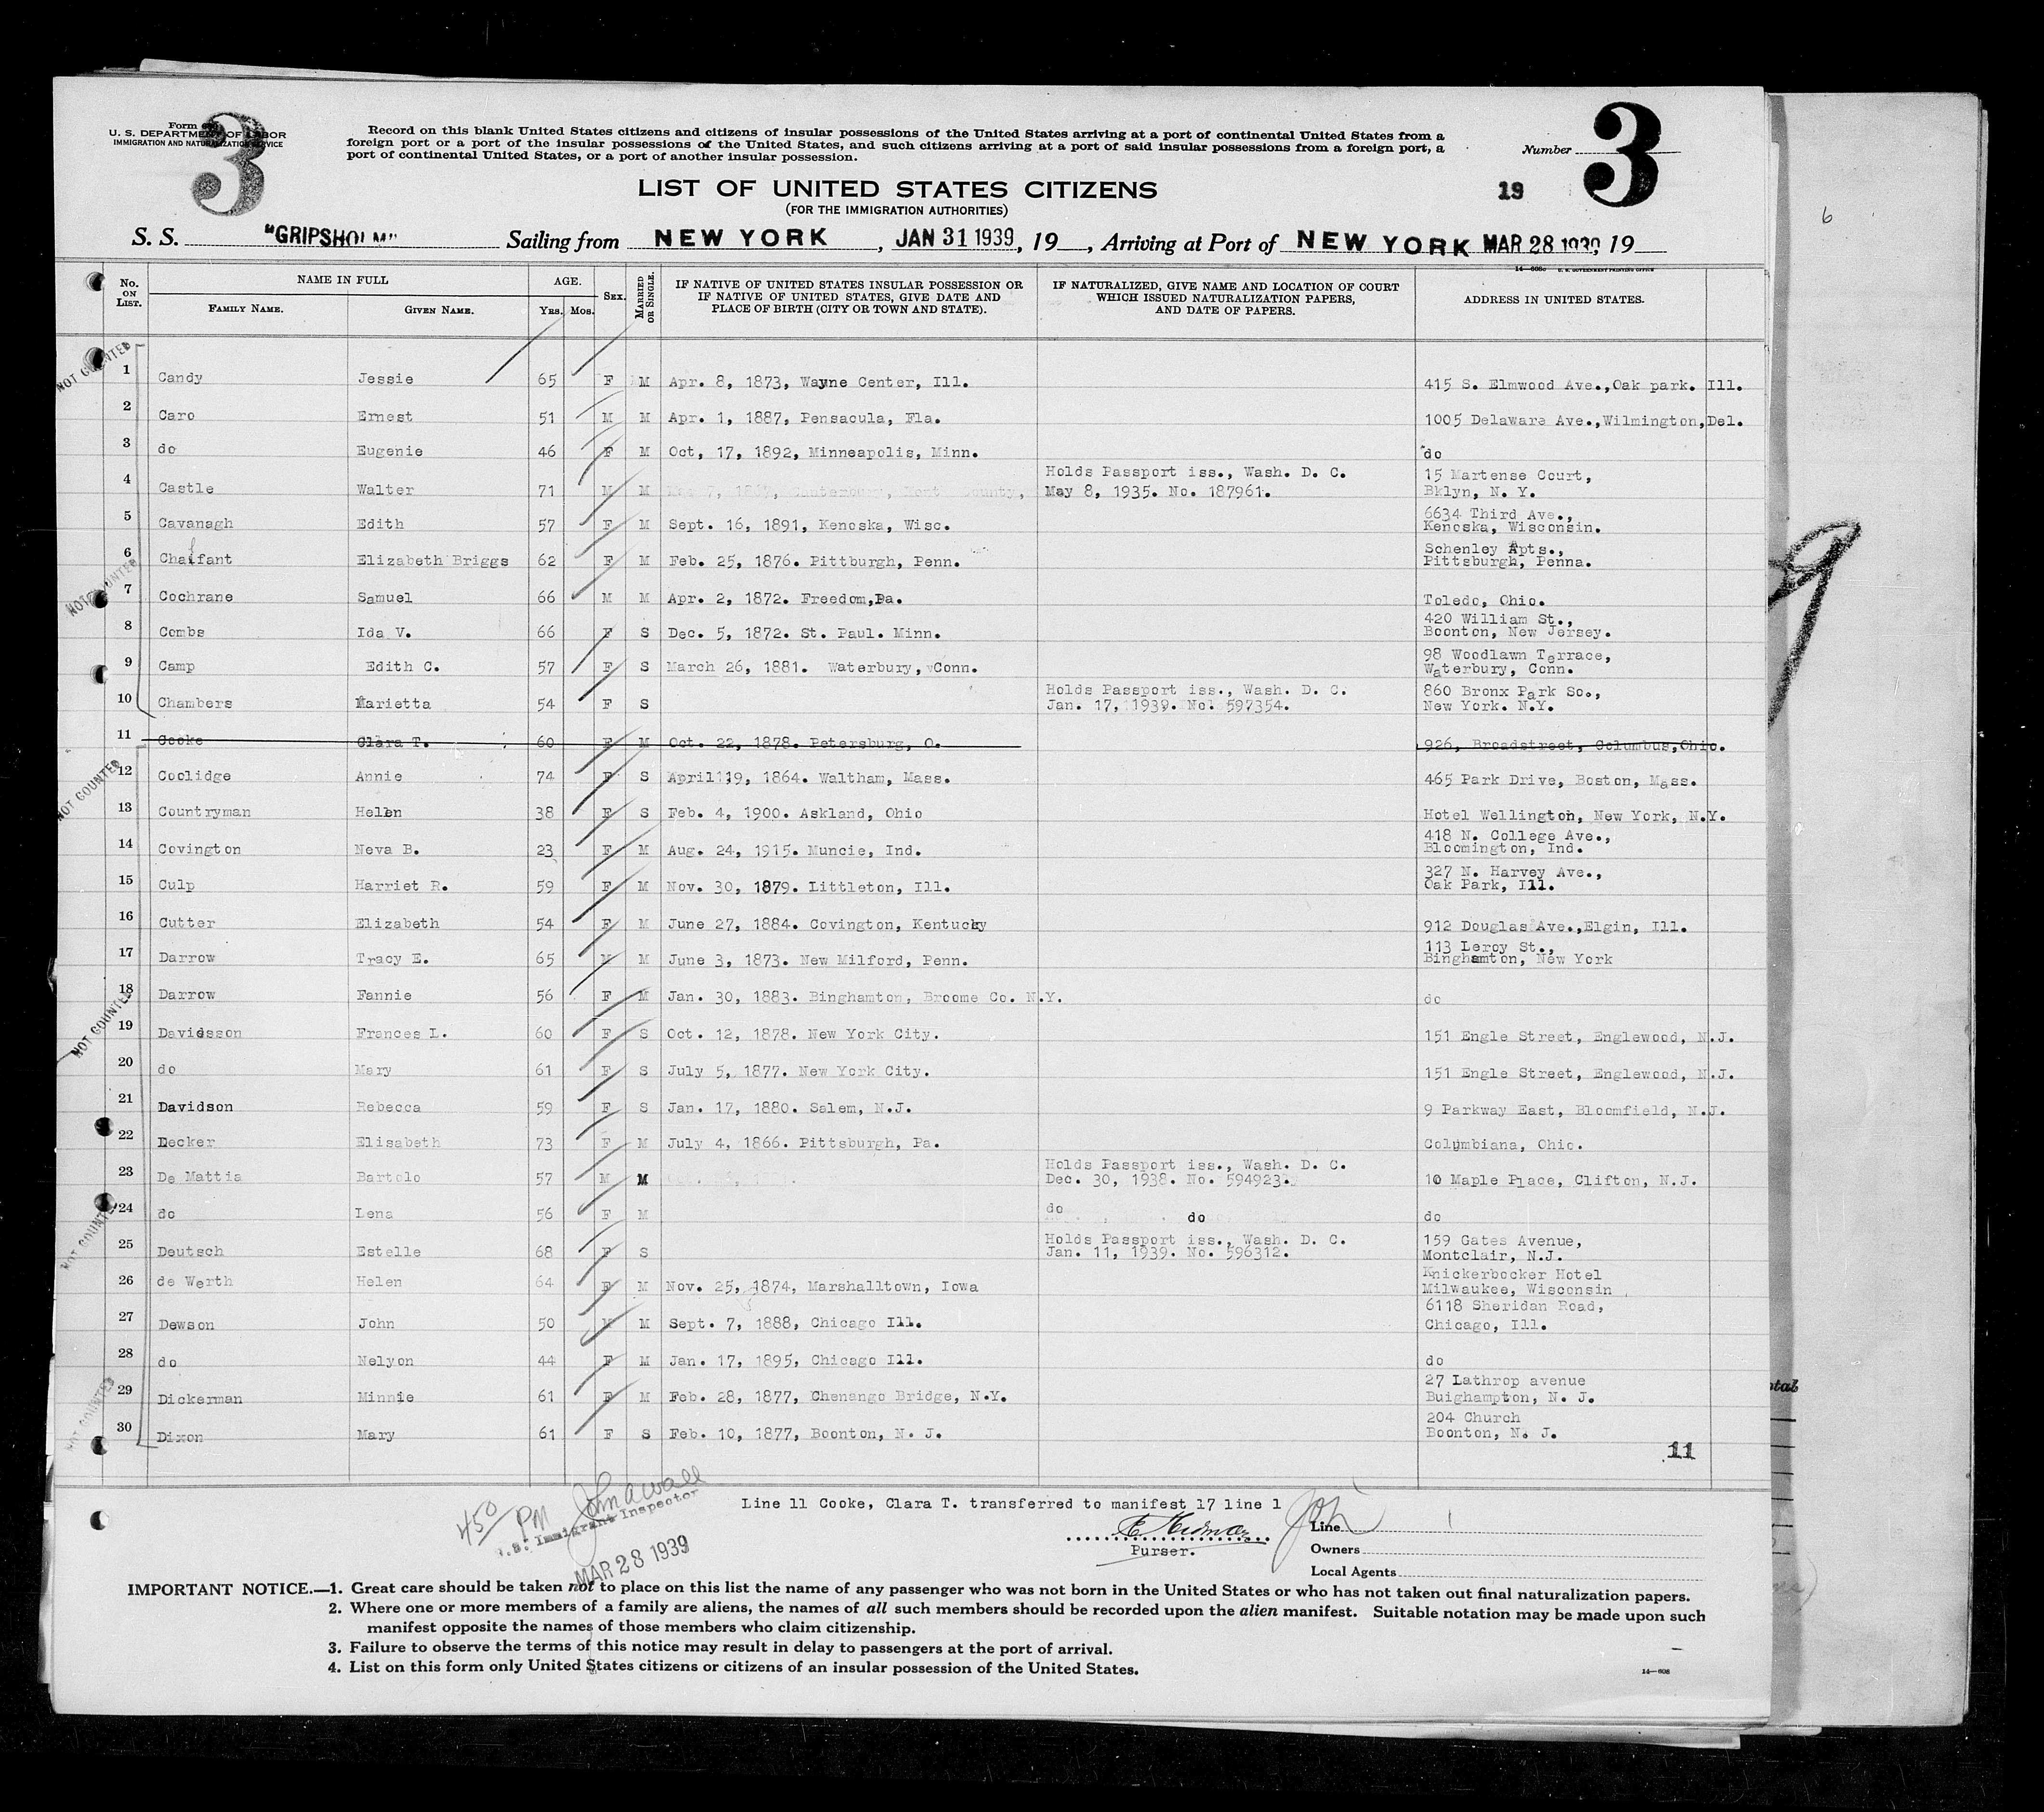 Form
U. S. DEPARTMENT OF LABOR
IMMIGRATION AND NATURALIZATION SERVICE
3
Record on this blank United States citizens and citizens of insular possessions of the United States arriving at a port of continental United States from a
foreign port or a port of the insular possessions of the United States, and such citizens arriving at a port of said insular possessions from a foreign port, a
port of continental United States, or a port of another insular possession.
Number 3
LIST OF UNITED STATES CITIZENS
(FOR THE IMMIGRATION AUTHORITIES)
19
S. S. "GRIPSHOLM" Sailing from NEW YORK, JAN 31 1939, 19__, Arriving at Port of NEW YORK MAR 28 1939, 19__
14—608c U. S. GOVERNMENT PRINTING OFFICE
No. ON LIST. NAME IN FULL FAMILY NAME. GIVEN NAME. AGE. YRS. MOS. SEX. MARRIED OR SINGLE. IF NATIVE OF UNITED STATES INSULAR POSSESSION OR IF NATIVE OF UNITED STATES, GIVE DATE AND PLACE OF BIRTH (CITY OR TOWN AND STATE). IF NATURALIZED, GIVE NAME AND LOCATION OF COURT WHICH ISSUED NATURALIZATION PAPERS, AND DATE OF PAPERS. ADDRESS IN UNITED STATES.
NOT COUNTED
1 Candy Jessie 65 F M Apr. 8, 1873, Wayne Center, Ill. 415 S. Elmwood Ave.,Oak park. Ill.
2 Caro Ernest 51 M M Apr. 1, 1887, Pensacula, Fla. 1005 Delaware Ave.,Wilmington,Del.
3 do Eugenie 46 F M Oct, 17, 1892, Minneapolis, Minn. do
4 Castle Walter 71 M M Holds Passport iss., Wash. D. C. May 8, 1935. No. 187961. 15 Martense Court, Bklyn, N. Y.
5 Cavanagh Edith 57 F M Sept. 16, 1891, Kenoska, Wisc. 6634 Third Ave., Kenoska, Wisconsin.
6 Chalfant Elizabeth Briggs 62 F M Feb. 25, 1876. Pittburgh, Penn. Schenley Apts., Pittsburgh, Penna.
NOT COUNTED
7 Cochrane Samuel 66 M M Apr. 2, 1872. Freedom,Pa. Toledo, Ohio.
8 Combs Ida V. 66 F S Dec. 5, 1872. St. Paul. Minn. 420 William St., Boonton, New Jersey.
9 Camp Edith C. 57 F S March 26, 1881. Waterbury, Conn. 98 Woodlawn Terrace, Waterbury, Conn.
10 Chambers Marietta 54 F S Holds Passport iss., Wash. D. C. Jan. 17, 1939. No. 597354. 860 Bronx Park So., New York. N.Y.
11 Cooke Clara T. 60 F M Oct. 22, 1878. Petersburg, O. 926, Broadstreet, Columbus,Ohio.
NOT COUNTED
12 Coolidge Annie 74 F S April 19, 1864. Waltham, Mass. 465 Park Drive, Boston, Mass.
13 Countryman Helen 38 F S Feb. 4, 1900. Askland, Ohio Hotel Wellington, New York, N.Y.
14 Covington Neva B. 23 F M Aug. 24, 1915. Muncie, Ind. 418 N. College Ave., Bloomington, Ind.
15 Culp Harriet R. 59 F M Nov. 30, 1879. Littleton, Ill. 327 N. Harvey Ave., Oak Park, Ill.
16 Cutter Elizabeth 54 F M June 27, 1884. Covington, Kentucky 912 Douglas Ave.,Elgin, Ill.
17 Darrow Tracy E. 65 M M June 3, 1873. New Milford, Penn. 113 Leroy St., Binghamton, New York
18 Darrow Fannie 56 F M Jan. 30, 1883. Binghamton, Broome Co. N.Y. do
NOT COUNTED
19 Davidsson Frances L. 60 F S Oct. 12, 1878. New York City. 151 Engle Street, Englewood, N.J.
20 do Mary 61 F S July 5, 1877. New York City. 151 Engle Street, Englewood, N.J.
21 Davidson Rebecca 59 F S Jan. 17, 1880. Salem, N.J. 9 Parkway East, Bloomfield, N.J.
22 Decker Elisabeth 73 F M July 4, 1866. Pittsburgh, Pa. Columbiana, Ohio.
23 De Mattia Bartolo 57 M M Holds Passport iss., Wash. D. C. Dec. 30, 1938. No. 594923. 10 Maple Place, Clifton, N.J.
24 do Lena 56 F M do do do
NOT COUNTED
25 Deutsch Estelle 68 F S Holds Passport iss., Wash. D. C. Jan. 11, 1939. No. 596312. 159 Gates Avenue, Montclair, N.J.
26 de Werth Helen 64 F M Nov. 25, 1874, Marshalltown, Iowa Knickerbocker Hotel Milwaukee, Wisconsin
27 Dewson John 50 M M Sept. 7, 1888, Chicago Ill. 6118 Sheridan Road, Chicago, Ill.
28 do Nelyon 44 F M Jan. 17, 1895, Chicago Ill. do
29 Dickerman Minnie 61 F M Feb. 28, 1877, Chenango Bridge, N.Y. 27 Lathrop avenue Buighampton, N. J.
NOT COUNTED
30 Dixon Mary 61 F S Feb. 10, 1877, Boonton, N. J. 204 Church Boonton, N. J.
11
Line 11 Cooke, Clara T. transferred to manifest 17 line 1
450 PM
U.S. Immigrant Inspector
MAR 28 1939
Purser.
Line
Owners
Local Agents
IMPORTANT NOTICE.—1. Great care should be taken not to place on this list the name of any passenger who was not born in the United States or who has not taken out final naturalization papers.
2. Where one or more members of a family are aliens, the names of all such members should be recorded upon the alien manifest. Suitable notation may be made upon such
manifest opposite the names of those members who claim citizenship.
3. Failure to observe the terms of this notice may result in delay to passengers at the port of arrival.
4. List on this form only United States citizens or citizens of an insular possession of the United States.
14—608
6
9